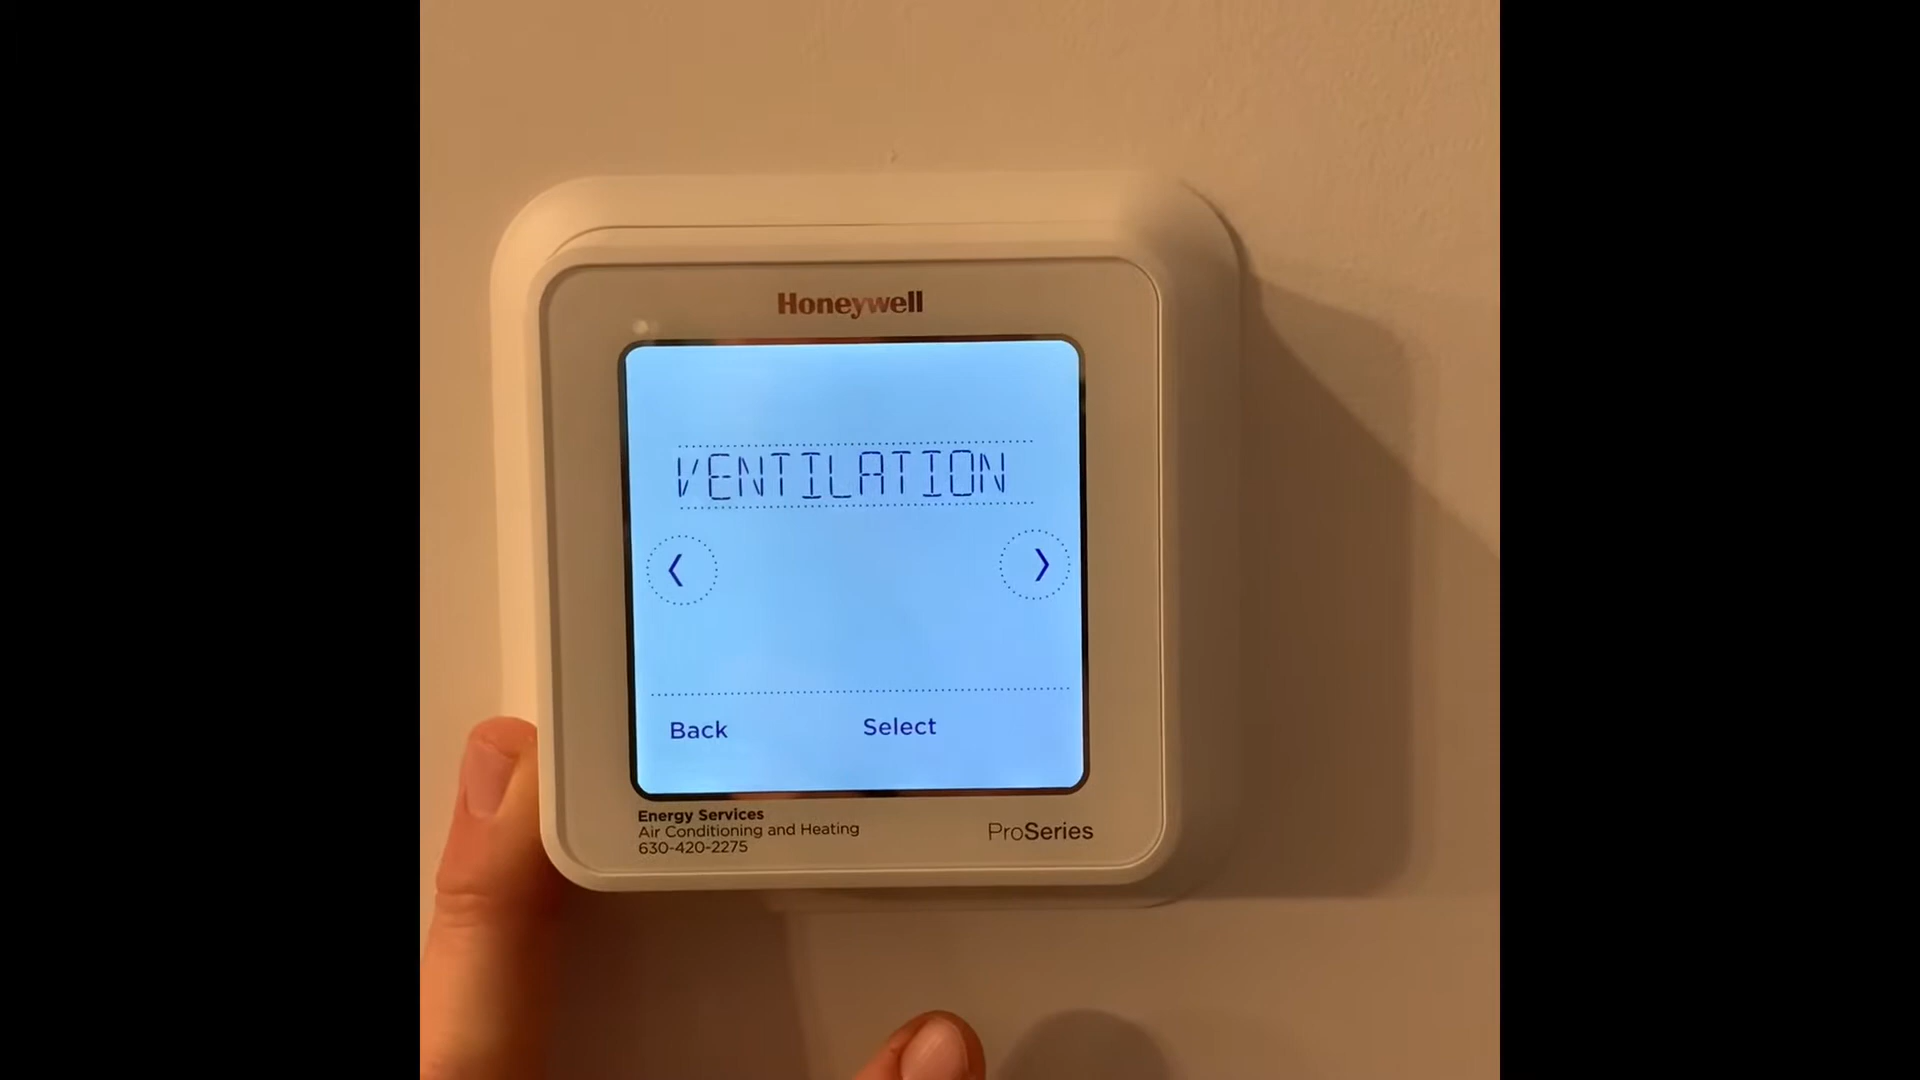 Honeywell
VENTILATION
Back Select
Energy Services
Air Conditioning and Heating
630-420-2275
ProSeries